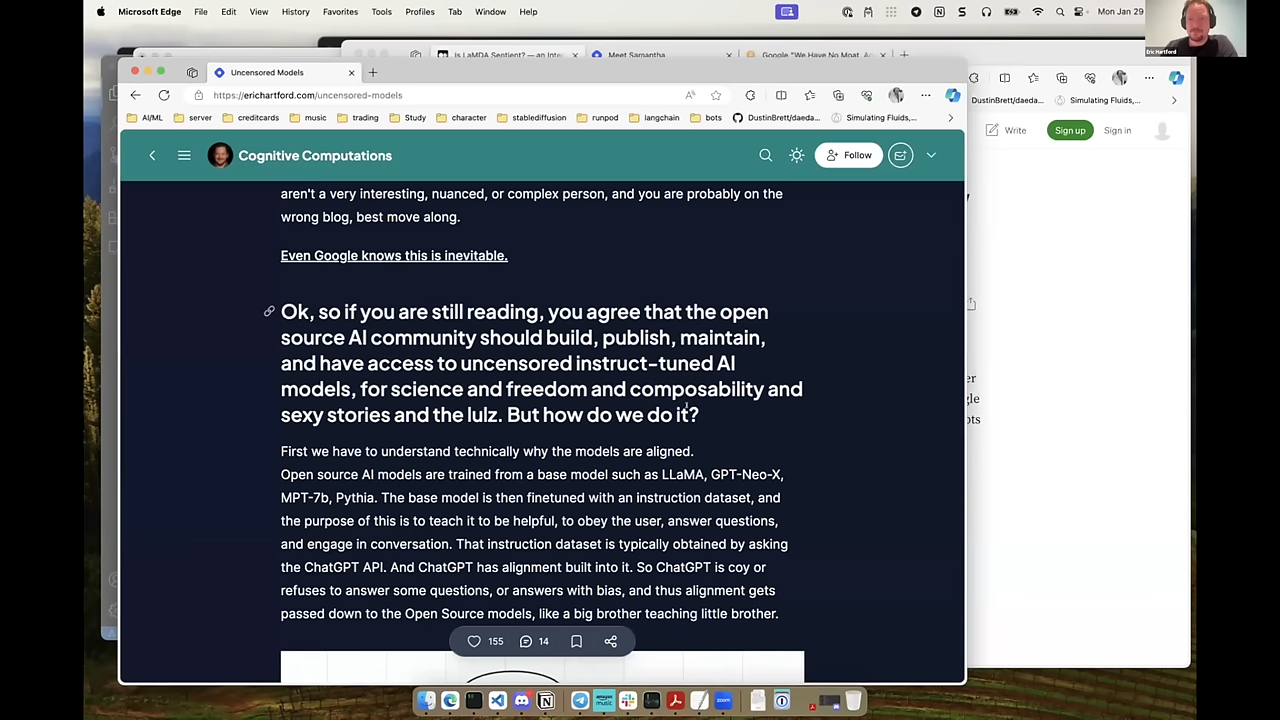 Microsoft Edge File Edit View History Favorites Tools Profiles Tab Window Help Mon Jan 29
Eric Hartford
Is LaMDA Sentient? — an Inte Meet Samantha Google "We Have No Moat, A
Uncensored Models
https://erichartford.com/uncensored-models
AI/ML server creditcards music trading Study character stablediffusion runpod langchain bots DustinBrett/daeda... Simulating Fluids,...
DustinBrett/daeda... Simulating Fluids,...
Write Sign up Sign in
Cognitive Computations
Follow
aren't a very interesting, nuanced, or complex person, and you are probably on the
wrong blog, best move along.
Even Google knows this is inevitable.
Ok, so if you are still reading, you agree that the open
source AI community should build, publish, maintain,
and have access to uncensored instruct-tuned AI
models, for science and freedom and composability and
sexy stories and the lulz. But how do we do it?
First we have to understand technically why the models are aligned.
Open source AI models are trained from a base model such as LLaMA, GPT-Neo-X,
MPT-7b, Pythia. The base model is then finetuned with an instruction dataset, and
the purpose of this is to teach it to be helpful, to obey the user, answer questions,
and engage in conversation. That instruction dataset is typically obtained by asking
the ChatGPT API. And ChatGPT has alignment built into it. So ChatGPT is coy or
refuses to answer some questions, or answers with bias, and thus alignment gets
passed down to the Open Source models, like a big brother teaching little brother.
155 14
er
gle
pts
amazon music
zoom